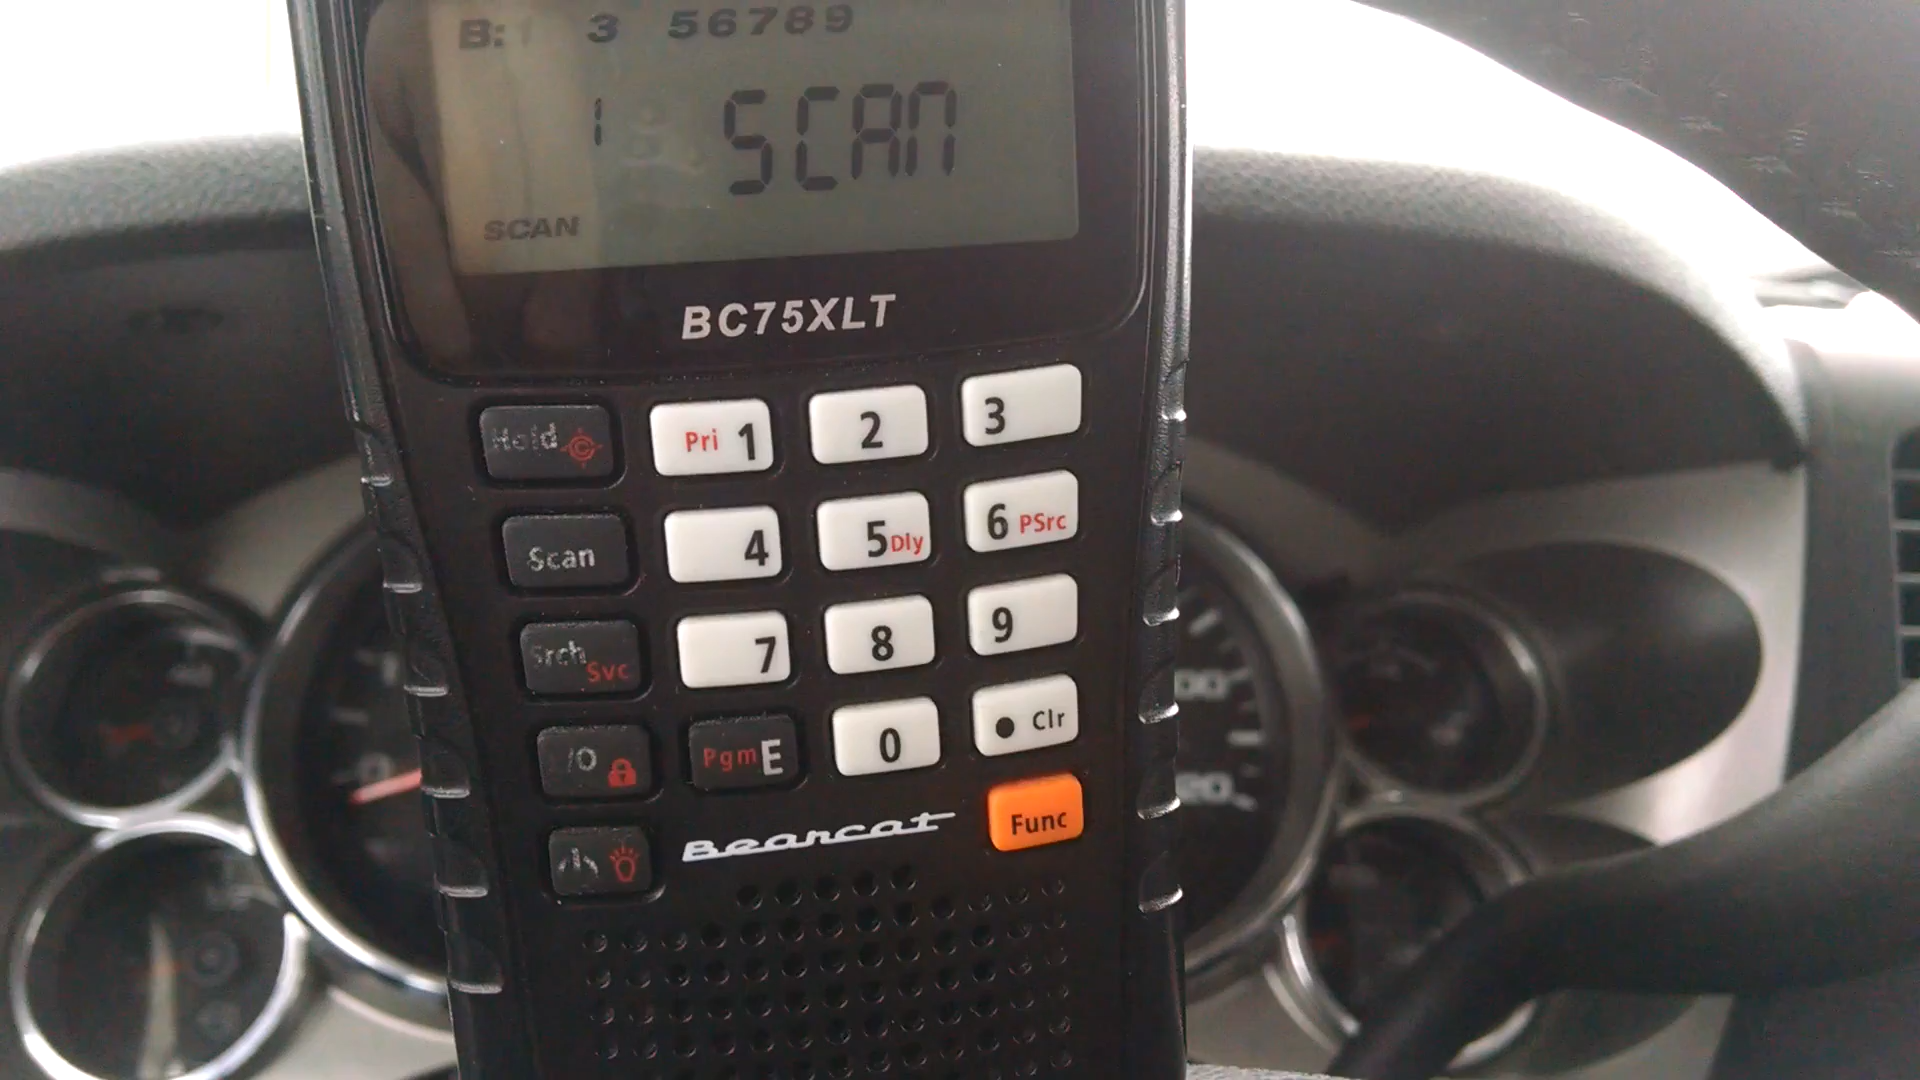 B: 3 56789
1 SCAN
SCAN
BC75XLT
Hold Pri 1 2 3
Scan 4 5 Dly 6 PSrc
Srch Svc 7 8 9
/O Pgm E 0 • Clr
Bearcat Func